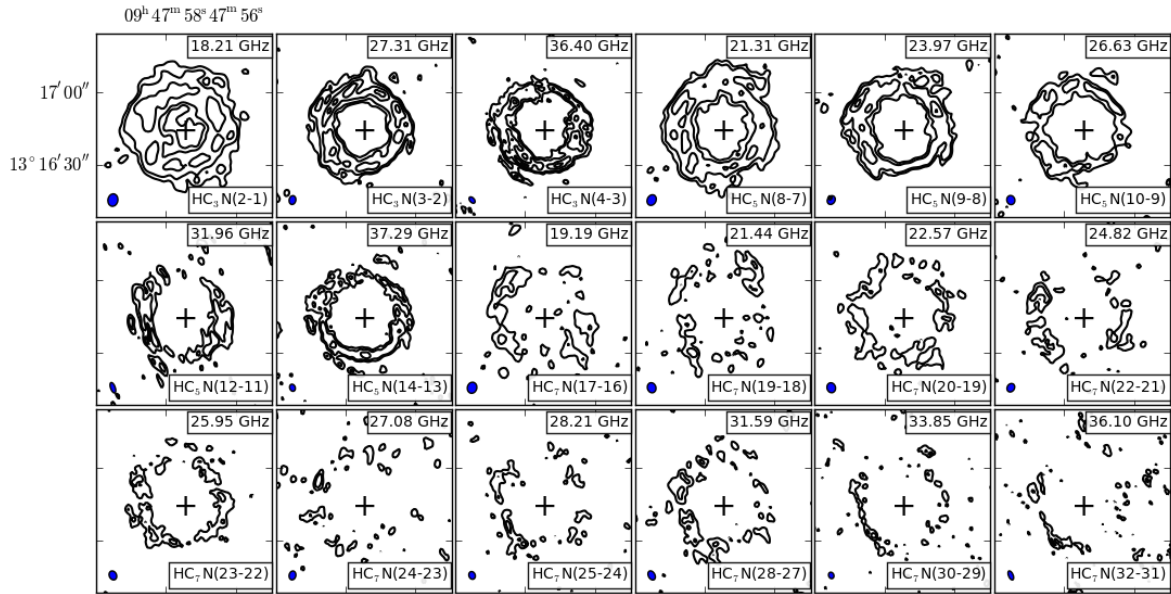 09ʰ 47ᵐ 58ˢ 47ᵐ 56ˢ
18.21 GHz 27.31 GHz 36.40 GHz 21.31 GHz 23.97 GHz 26.63 GHz
17′ 00″
13° 16′ 30″
HC₃N(2-1) HC₃N(3-2) HC₃N(4-3) HC₅N(8-7) HC₅N(9-8) HC₅N(10-9)
31.96 GHz 37.29 GHz 19.19 GHz 21.44 GHz 22.57 GHz 24.82 GHz
HC₅N(12-11) HC₅N(14-13) HC₇N(17-16) HC₇N(19-18) HC₇N(20-19) HC₇N(22-21)
25.95 GHz 27.08 GHz 28.21 GHz 31.59 GHz 33.85 GHz 36.10 GHz
HC₇N(23-22) HC₇N(24-23) HC₇N(25-24) HC₇N(28-27) HC₇N(30-29) HC₇N(32-31)